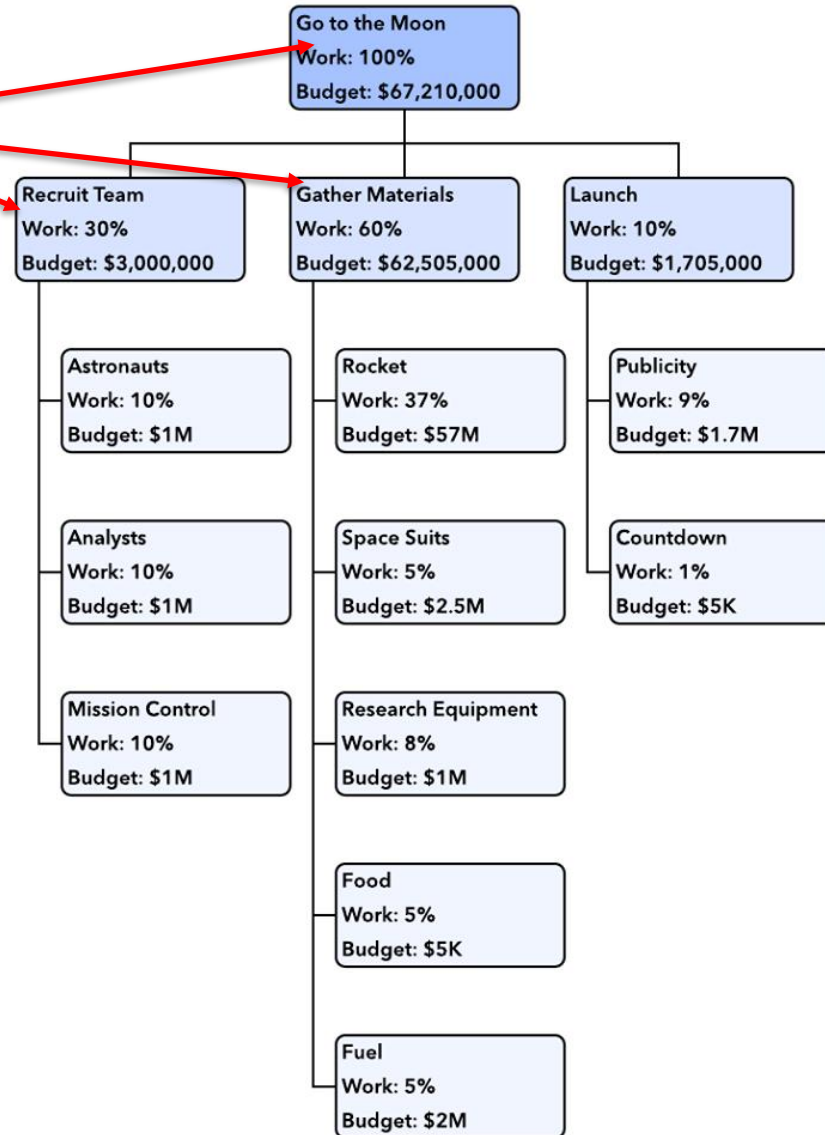 Go to the Moon
Work: 100%
Budget: $67,210,000
Recruit Team
Work: 30%
Budget: $3,000,000
Astronauts
Work: 10%
Budget: $1M
Analysts
Work: 10%
Budget: $1M
Mission Control
Work: 10%
Budget: $1M
Gather Materials
Work: 60%
Budget: $62,505,000
Rocket
Work: 37%
Budget: $57M
Space Suits
Work: 5%
Budget: $2.5M
Research Equipment
Work: 8%
Budget: $1M
Food
Work: 5%
Budget: $5K
Fuel
Work: 5%
Budget: $2M
Launch
Work: 10%
Budget: $1,705,000
Publicity
Work: 9%
Budget: $1.7M
Countdown
Work: 1%
Budget: $5K